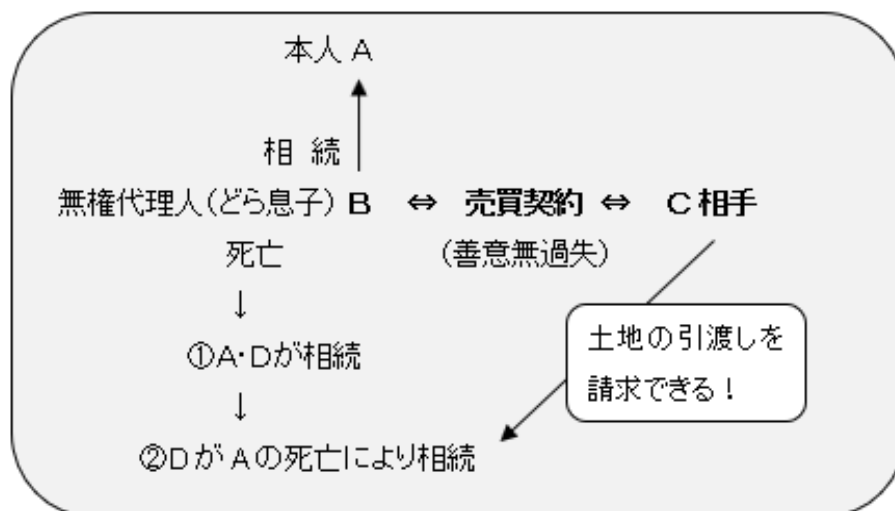 本人 A
相 続
無権代理人(どら息子) B ⇔ 売買契約 ⇔ C 相手
死亡 (善意無過失)
↓
①A・Dが相続
↓
②DがAの死亡により相続
土地の引渡しを
請求できる！